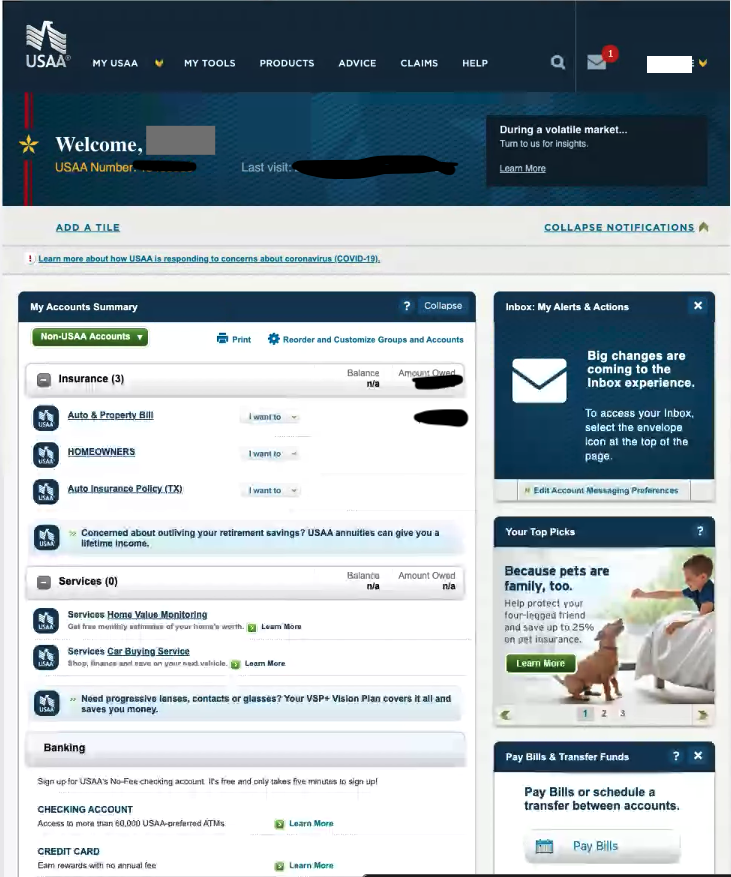 USAA®
MY USAA
MY TOOLS
PRODUCTS
ADVICE
CLAIMS
HELP
1
Welcome,
USAA Number:
Last visit:
During a volatile market...
Turn to us for insights.
Learn More
ADD A TILE
COLLAPSE NOTIFICATIONS
! Learn more about how USAA is responding to concerns about coronavirus (COVID-19).
My Accounts Summary
? Collapse
Non-USAA Accounts
Print
Reorder and Customize Groups and Accounts
Insurance (3)
Balance
n/a
Amount Owed
USAA
Auto & Property Bill
I want to
USAA
HOMEOWNERS
I want to
USAA
Auto Insurance Policy (TX)
I want to
USAA
» Concerned about outliving your retirement savings? USAA annuities can give you a
lifetime income.
Services (0)
Balance
n/a
Amount Owed
n/a
USAA
Services Home Value Monitoring
Get free monthly estimates of your home's worth. Learn More
USAA
Services Car Buying Service
Shop, finance and save on your next vehicle. Learn More
USAA
» Need progressive lenses, contacts or glasses? Your VSP+ Vision Plan covers it all and
saves you money.
Banking
Sign up for USAA's No-Fee checking account. It's free and only takes five minutes to sign up!
CHECKING ACCOUNT
Access to more than 60,000 USAA-preferred ATMs
Learn More
CREDIT CARD
Earn rewards with no annual fee
Learn More
Inbox: My Alerts & Actions
Big changes are
coming to the
Inbox experience.
To access your Inbox,
select the envelope
icon at the top of the
page.
» Edit Account Messaging Preferences
Your Top Picks
?
Because pets are
family, too.
Help protect your
four-legged friend
and save up to 25%
on pet insurance.
Learn More
1 2 3
Pay Bills & Transfer Funds
?
Pay Bills or schedule a
transfer between accounts.
Pay Bills